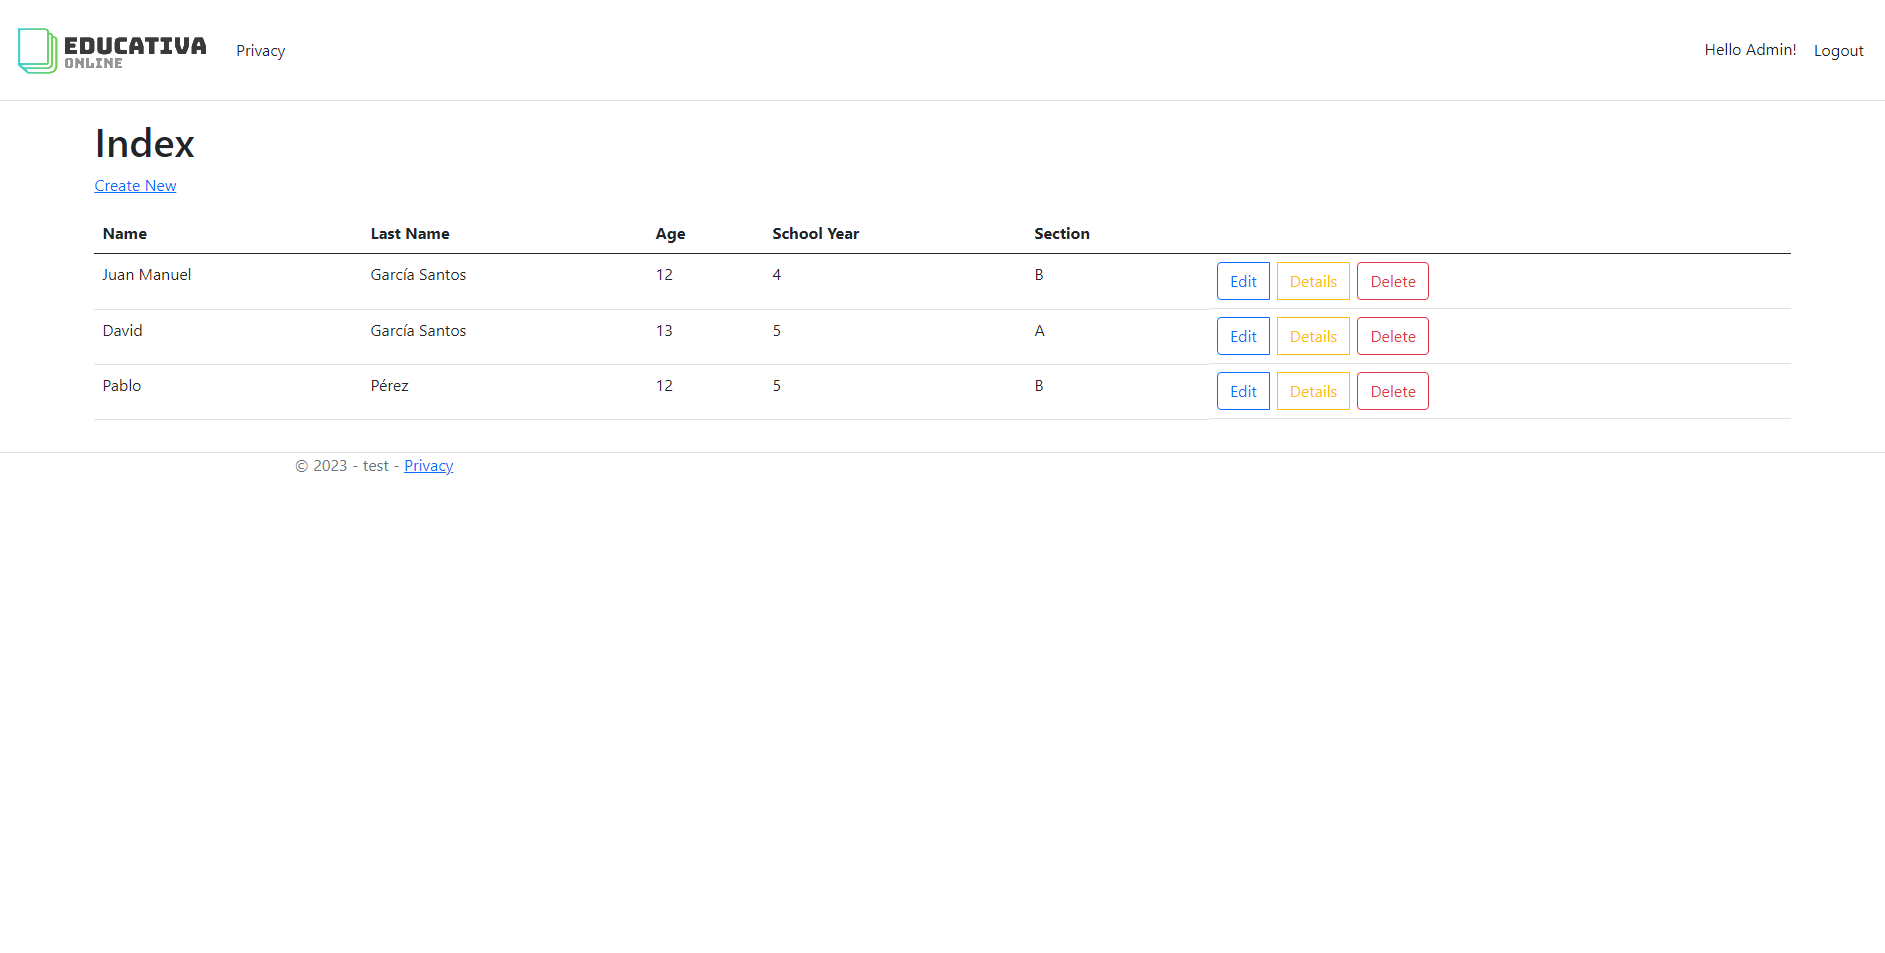 EDUCATIVA
ONLINE
Privacy
Hello Admin!
Logout
Index
Create New
Name Last Name Age School Year Section
Juan Manuel García Santos 12 4 B Edit Details Delete
David García Santos 13 5 A Edit Details Delete
Pablo Pérez 12 5 B Edit Details Delete
© 2023 - test - Privacy